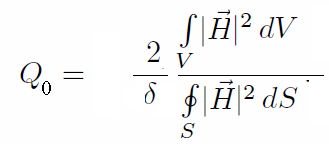 Q_0 = \frac{2}{\delta} \frac{\int_V |\vec{H}|^2 \, dV}{\oint_S |\vec{H}|^2 \, dS}.